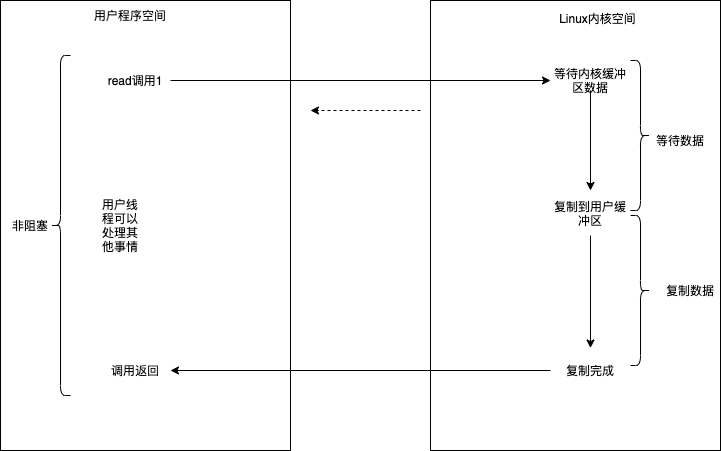 用户程序空间
Linux内核空间
read调用1
等待内核缓冲
区数据
等待数据
用户线
程可以
处理其
他事情
非阻塞
复制到用户缓
冲区
复制数据
调用返回
复制完成